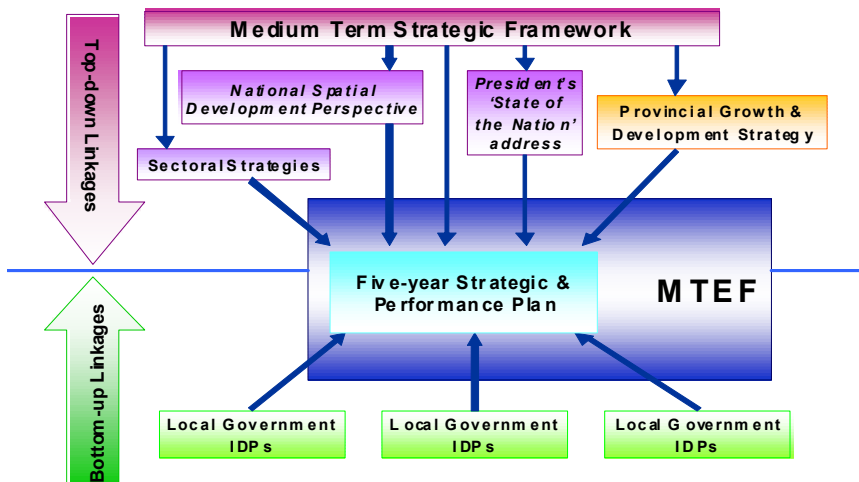 Medium Term Strategic Framework
Top-down Linkages
National Spatial
Development Perspective
President's
'State of
the Nation'
address
Provincial Growth &
Development Strategy
Sectoral Strategies
Five-year Strategic &
Performance Plan
MTEF
Bottom-up Linkages
Local Government
IDPs
Local Government
IDPs
Local Government
IDPs